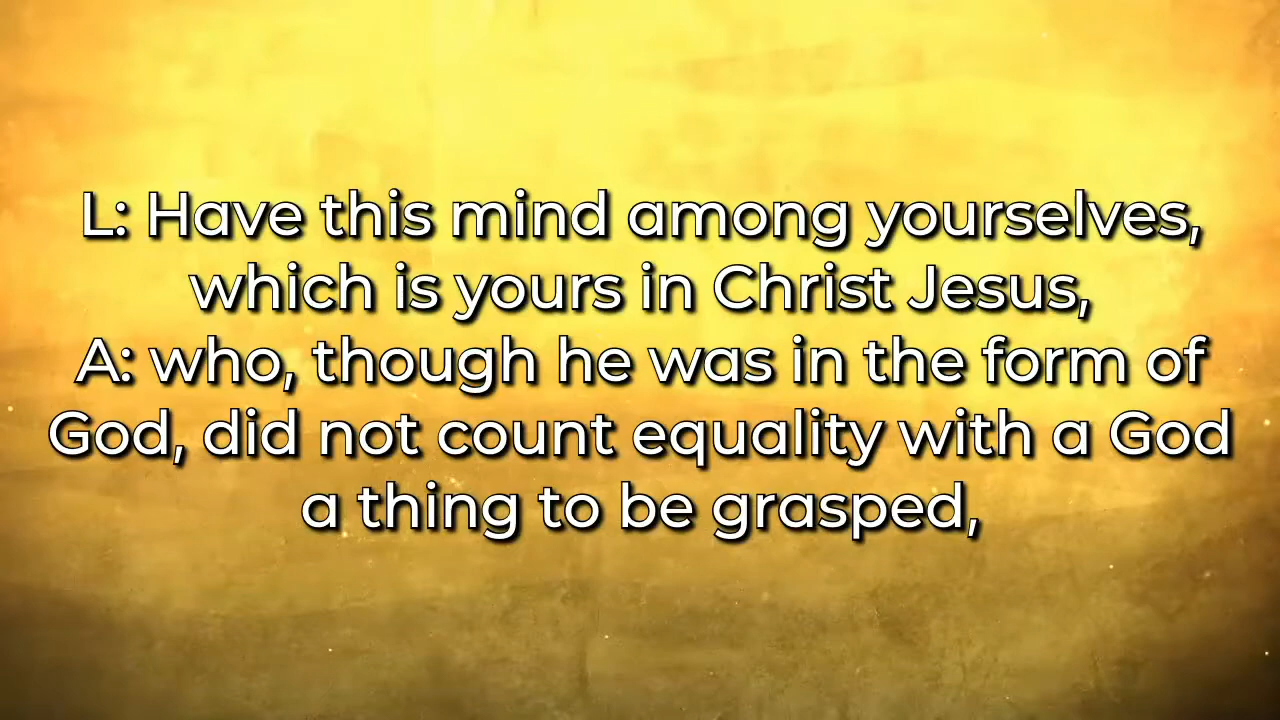 L: Have this mind among yourselves,
which is yours in Christ Jesus,
A: who, though he was in the form of
God, did not count equality with a God
a thing to be grasped,